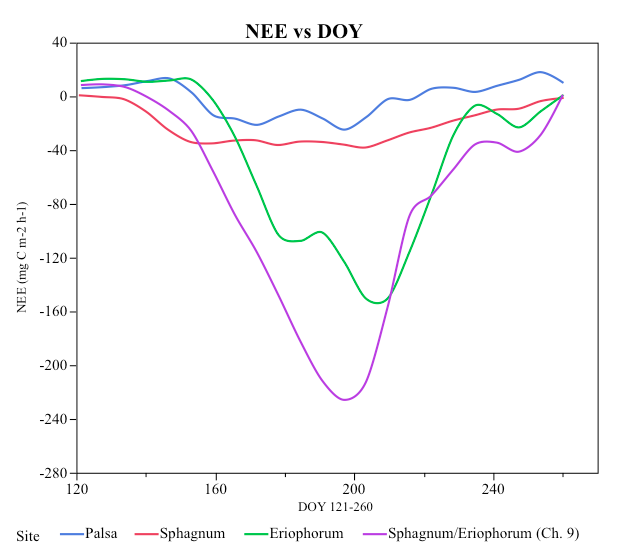 NEE vs DOY
40
0
-40
-80
-120
-160
-200
-240
-280
NEE (mg C m-2 h-1)
120 160 200 240
DOY 121-260
Site Palsa Sphagnum Eriophorum Sphagnum/Eriophorum (Ch. 9)